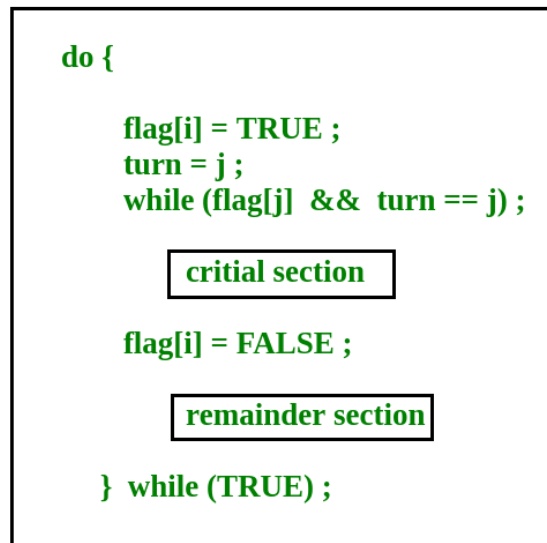 do {
flag[i] = TRUE ;
turn = j ;
while (flag[j] && turn == j) ;
critial section
flag[i] = FALSE ;
remainder section
} while (TRUE) ;